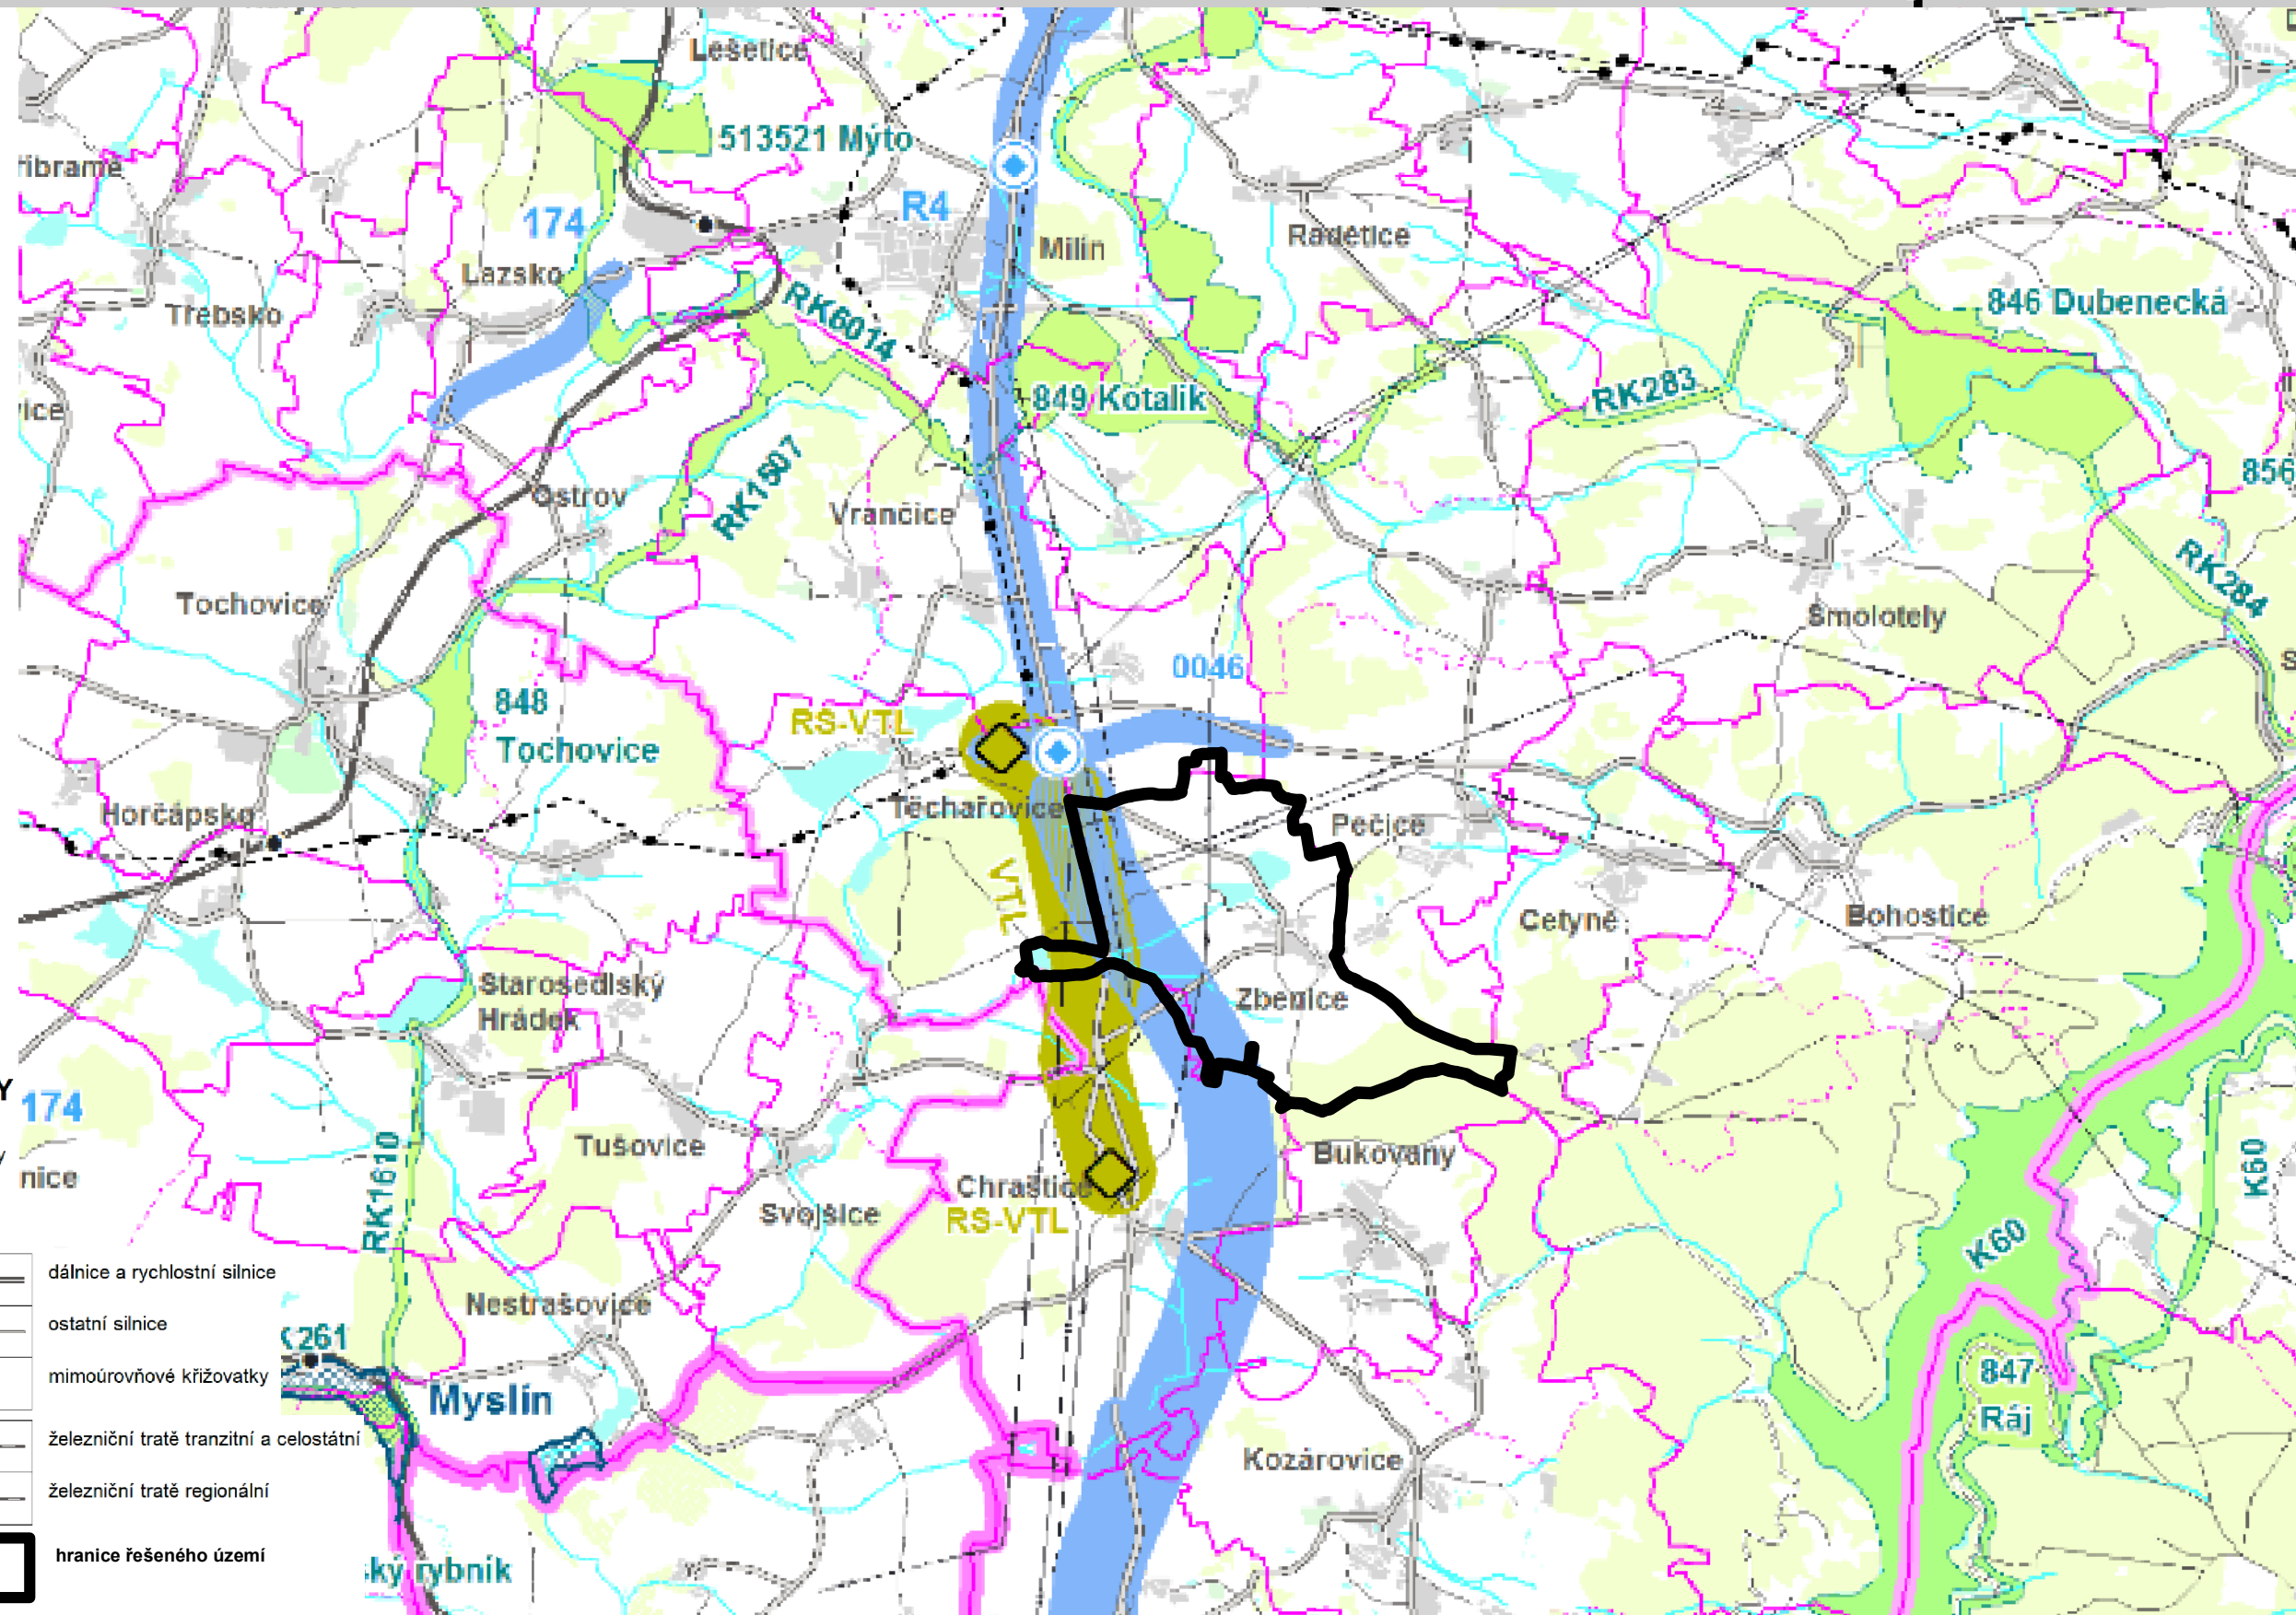 Lešetice
513521 Mýto
říbramě
174
R4
Milín
Radětice
Lazsko
Třebsko
RK6014
846 Dubenecká
RK283
849 Kotalík
856
RK1507
Ostrov
Vrančice
RK284
Tochovice
Smolotely
0046
848
Tochovice
RS-VTL
Těchařovice
Horčápsko
Pečice
VTL
Cetyně
Bohostice
Starosedlský
Hrádek
Zbenice
Y 174
nice
Tušovice
RK1610
Bukovany
K60
Chraštice
RS-VTL
Svojšice
K60
dálnice a rychlostní silnice
Nestrašovice
ostatní silnice
K261
mimoúrovňové křižovatky
Myslín
847
Ráj
železniční tratě tranzitní a celostátní
Kozárovice
železniční tratě regionální
hranice řešeného území
ký rybník